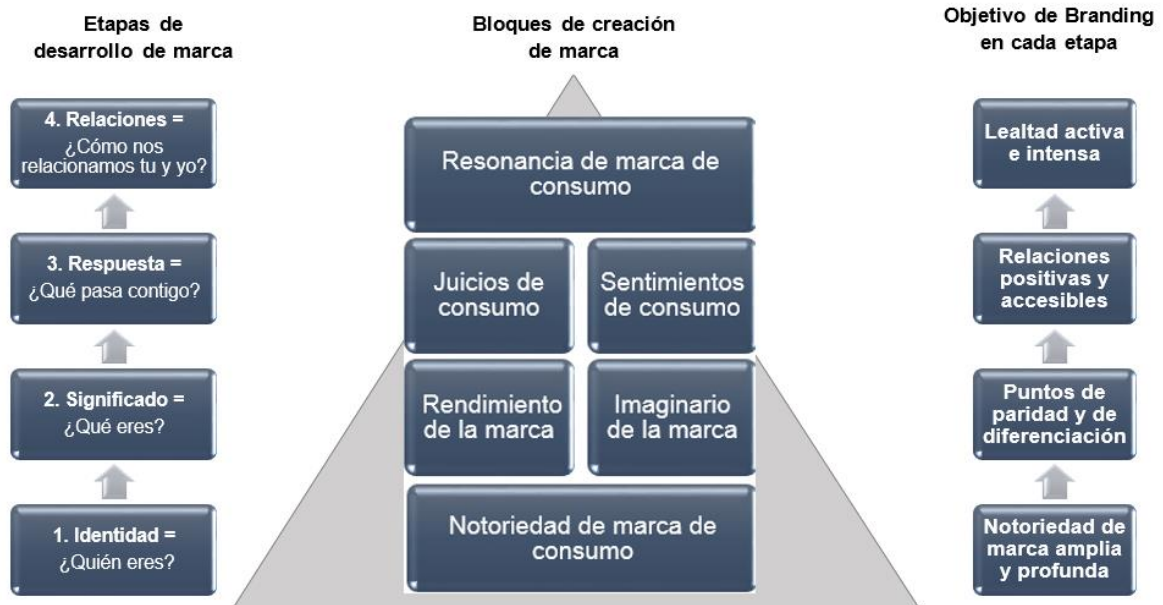 Etapas de
desarrollo de marca
4. Relaciones =
¿Cómo nos
relacionamos tu y yo?
3. Respuesta =
¿Qué pasa contigo?
2. Significado =
¿Qué eres?
1. Identidad =
¿Quién eres?
Bloques de creación
de marca
Resonancia de marca de
consumo
Juicios de
consumo
Sentimientos
de consumo
Rendimiento
de la marca
Imaginario
de la marca
Notoriedad de marca de
consumo
Objetivo de Branding
en cada etapa
Lealtad activa
e intensa
Relaciones
positivas y
accesibles
Puntos de
paridad y de
diferenciación
Notoriedad de
marca amplia
y profunda